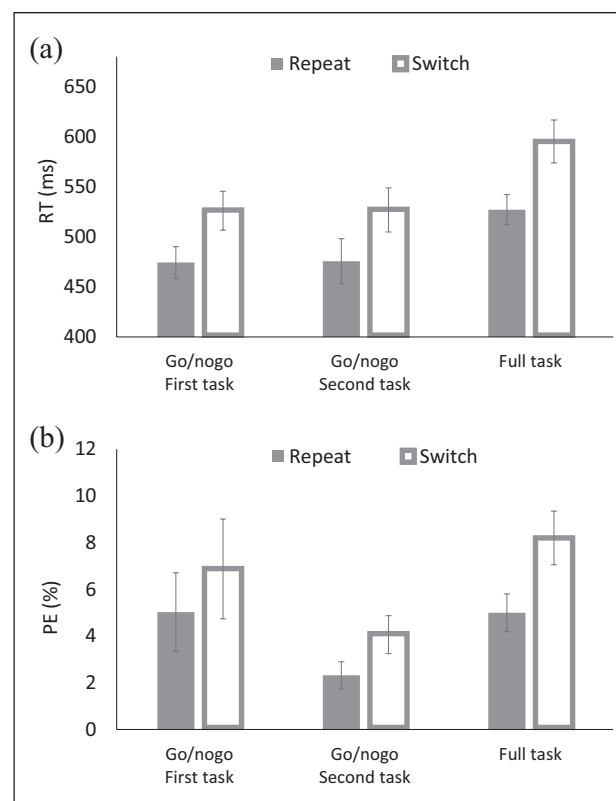 (a)
Repeat Switch
650
600
550
500
450
400
RT (ms)
Go/nogo Go/nogo Full task
First task Second task
(b)
12
Repeat Switch
10
8
6
4
2
0
PE (%)
Go/nogo Go/nogo Full task
First task Second task